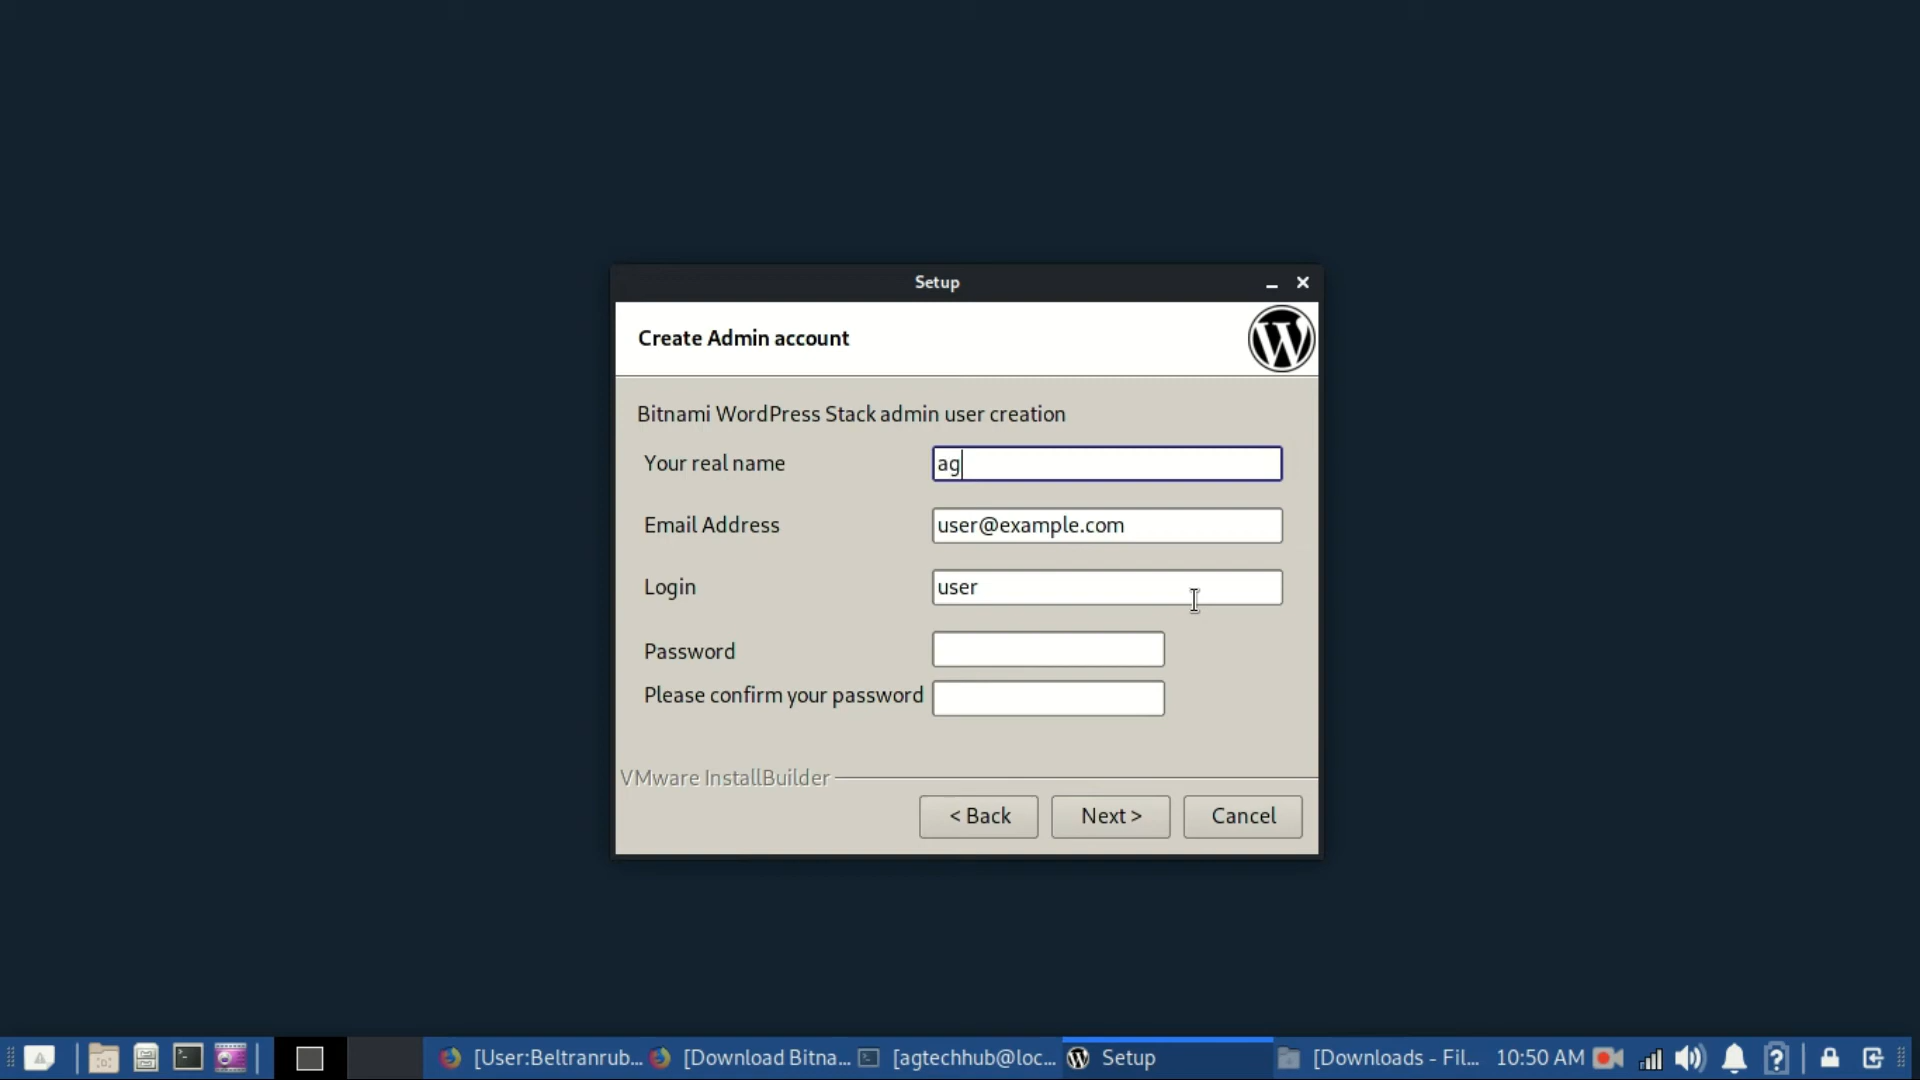 Setup
Create Admin account
Bitnami WordPress Stack admin user creation
Your real name ag
Email Address user@example.com
Login user
Password
Please confirm your password
VMware InstallBuilder
< Back Next > Cancel
[User:Beltranrub... [Download Bitna... [agtechhub@loc... Setup [Downloads - Fil... 10:50 AM